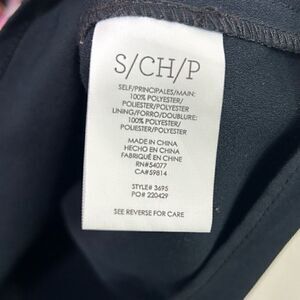 S/CH/P
SELF/PRINCIPALES/MAIN:
100% POLYESTER/
POLIESTER/POLYESTER
LINING/FORRO/DOUBLURE:
100% POLYESTER/
POLIESTER/POLYESTER
MADE IN CHINA
HECHO EN CHINA
FABRIQUÉ EN CHINE
RN#54077
CA#59814
STYLE# 3695
PO# 220429
SEE REVERSE FOR CARE